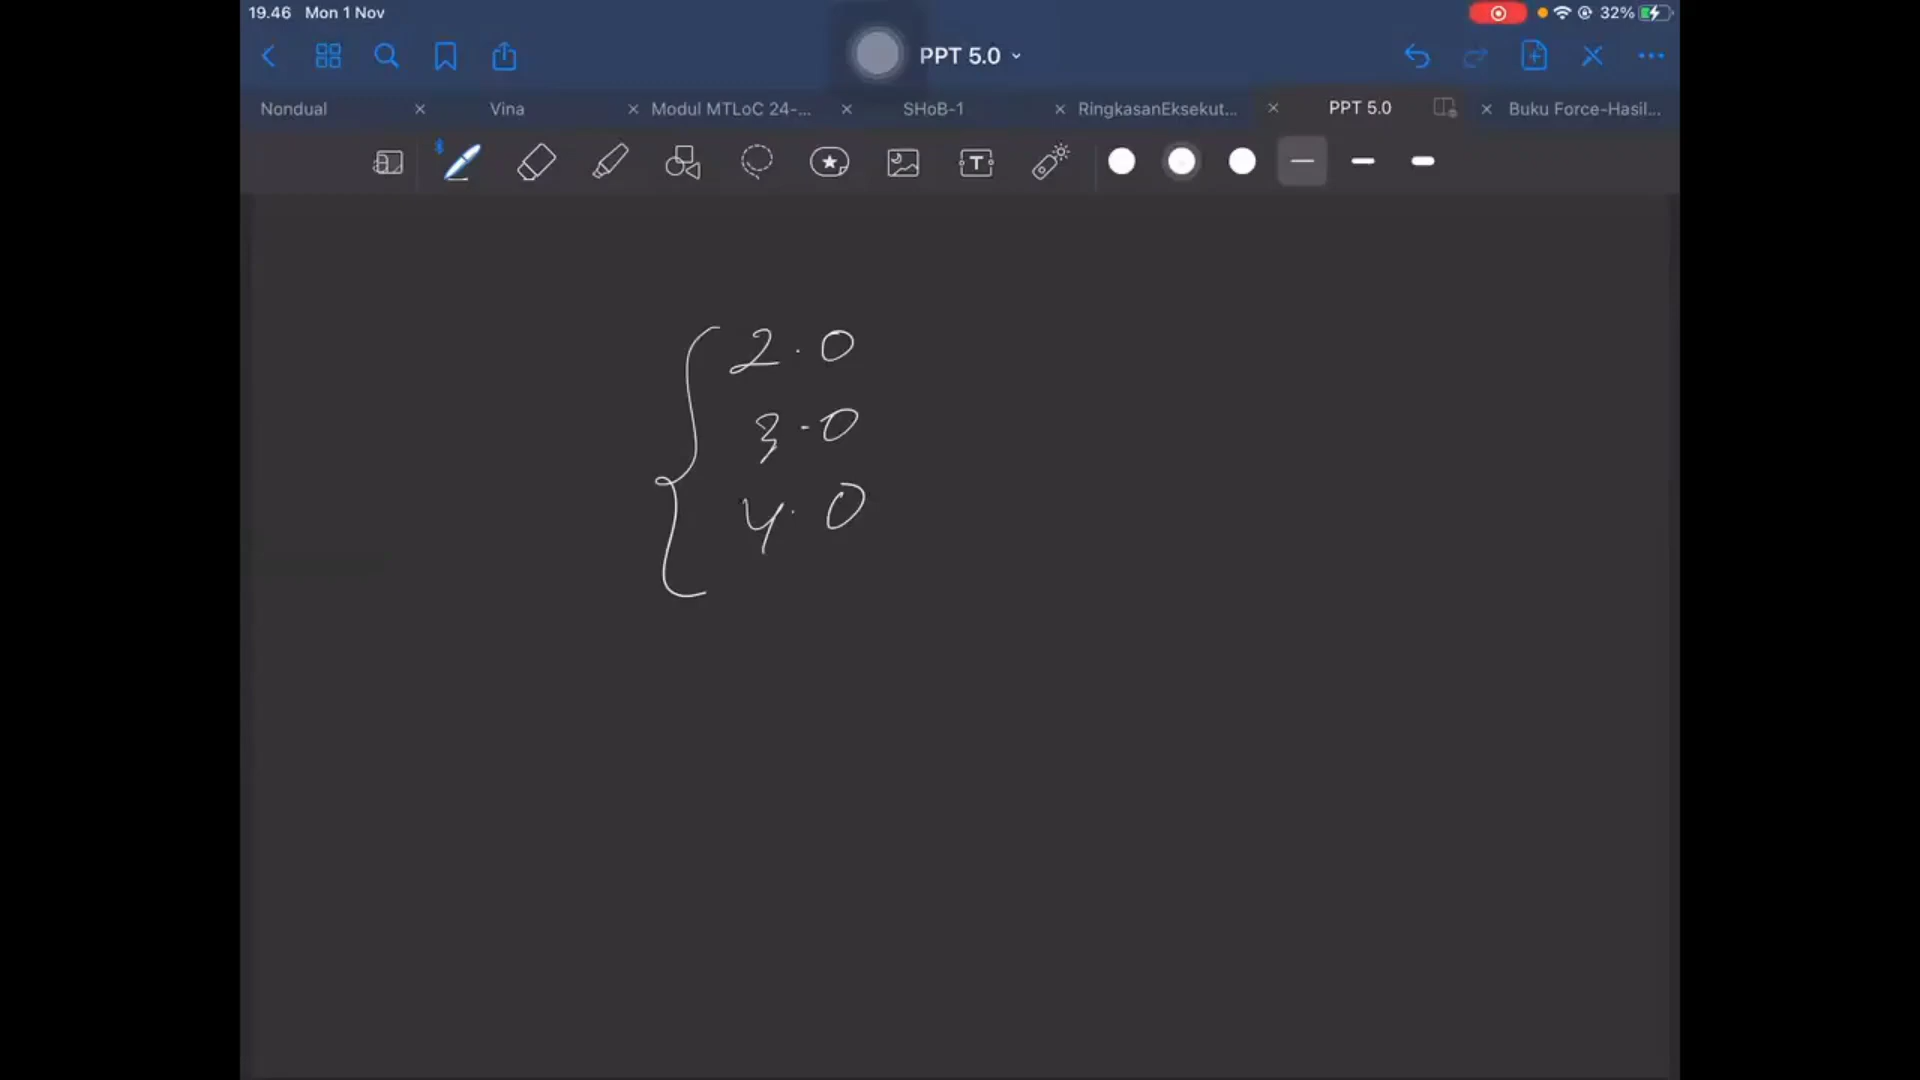 19.46 Mon 1 Nov
32%
PPT 5.0
Nondual
Vina
Modul MTLoC 24-...
SHoB-1
RingkasanEksekut...
PPT 5.0
Buku Force-Hasil...
2.0
3.0
4.0